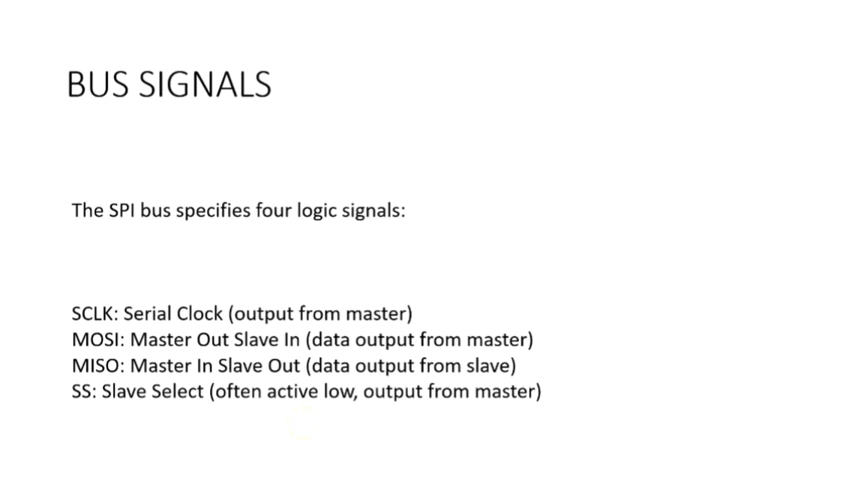 BUS SIGNALS
The SPI bus specifies four logic signals:
SCLK: Serial Clock (output from master)
MOSI: Master Out Slave In (data output from master)
MISO: Master In Slave Out (data output from slave)
SS: Slave Select (often active low, output from master)